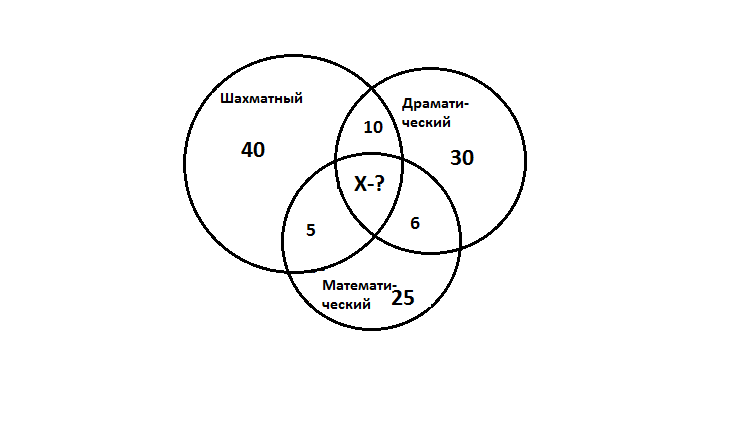 Шахматный
40
10
Драмати-
ческий
30
X-?
5
6
Математи-
ческий 25